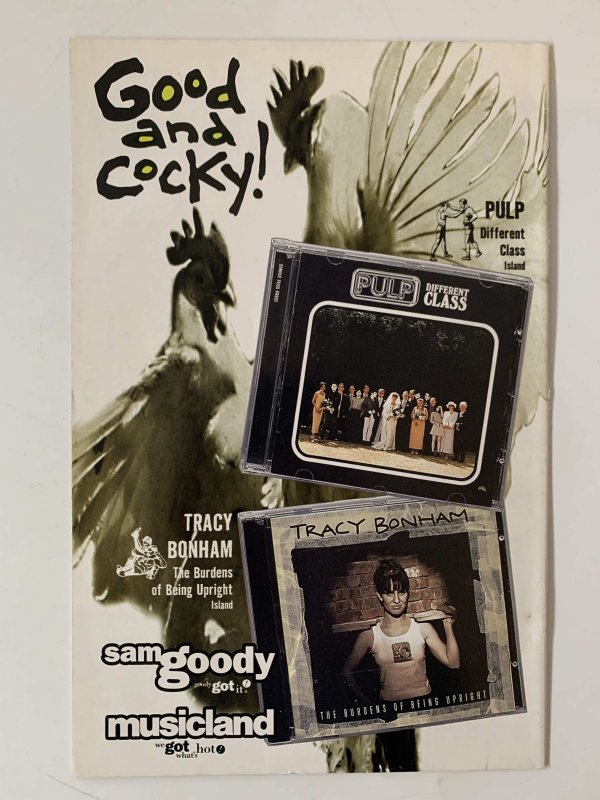 Good
and
Cocky!
PULP
Different
Class
Island
PULP
DIFFERENT
CLASS
TRACY
BONHAM
The Burdens
of Being Upright
Island
TRACY BONHAM
THE BURDENS OF BEING UPRIGHT
sam goody
goody got it!
musicland
we got what's hot!